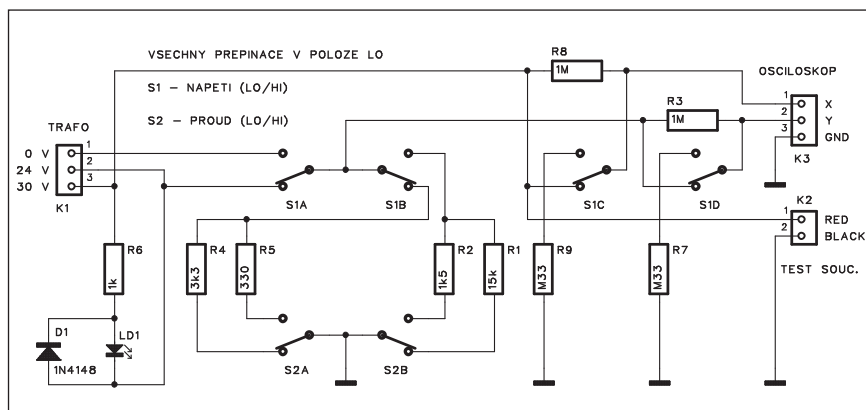 VSECHNY PREPINACE V POLOZE LO
S1 – NAPETI (LO/HI)
S2 – PROUD (LO/HI)
R8
1M
OSCILOSKOP
R3
1M
1
X
2
Y
3
GND
K3
TRAFO
0 V
1
24 V
2
30 V
3
K1
S1A
S1B
S1C
S1D
K2
1
RED
2
BLACK
TEST SOUC.
R6
1k
R4
3k3
R5
330
R2
1k5
R1
15k
R9
M33
R7
M33
D1
1N4148
LD1
S2A
S2B